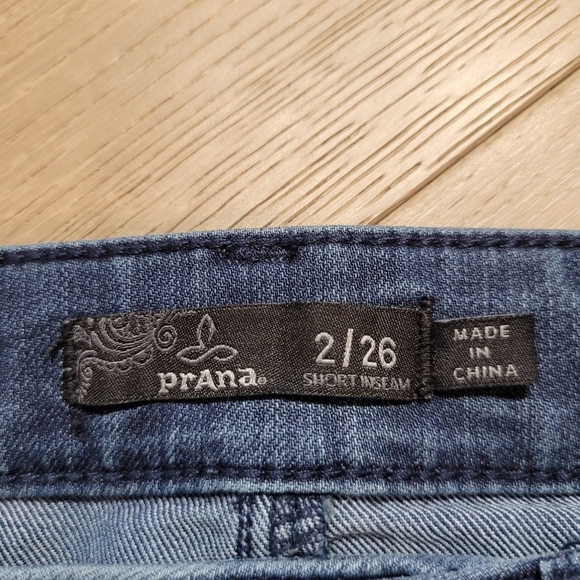 prAna®
2/26
SHORT INSEAM
MADE
IN
CHINA